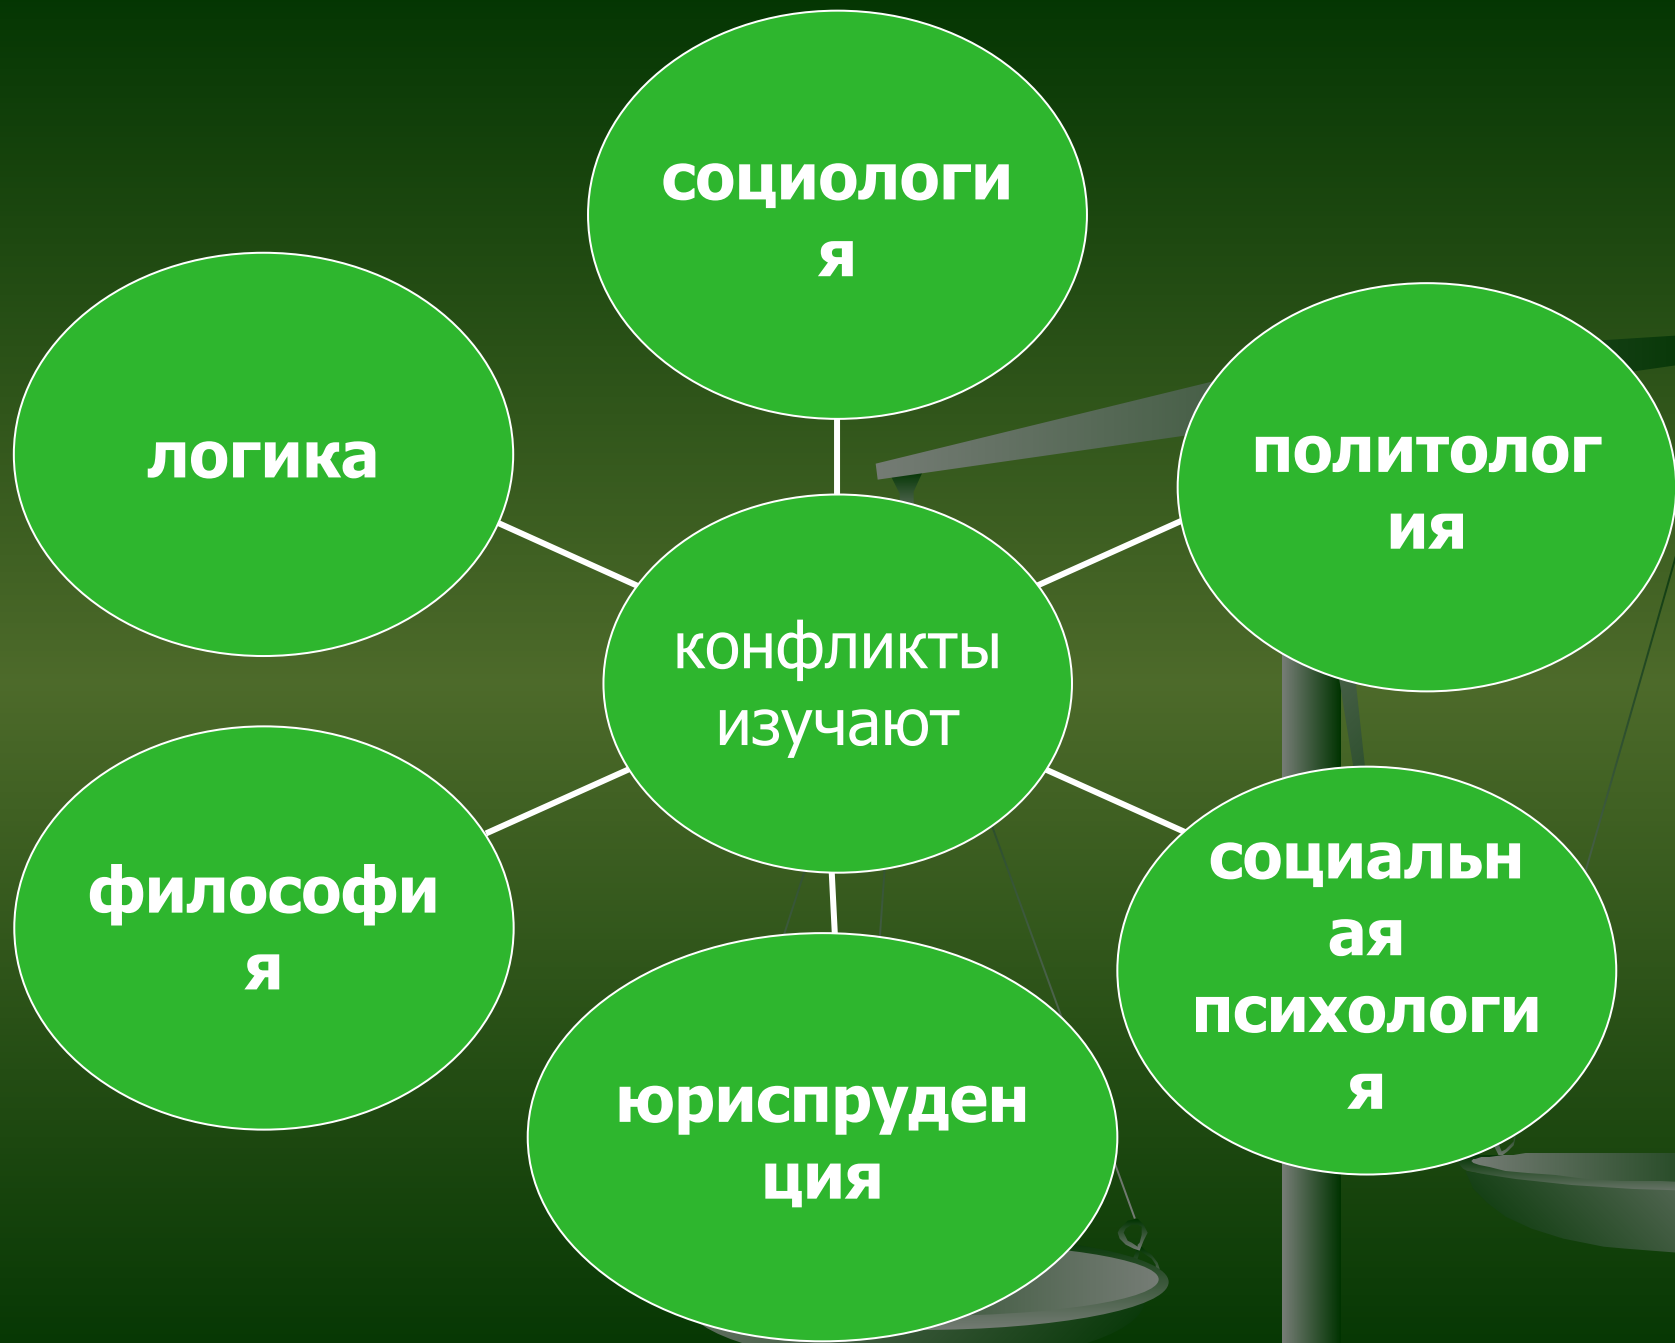 социологи
я
логика
политолог
ия
конфликты
изучают
философи
я
социальн
ая
психологи
я
юриспруден
ция